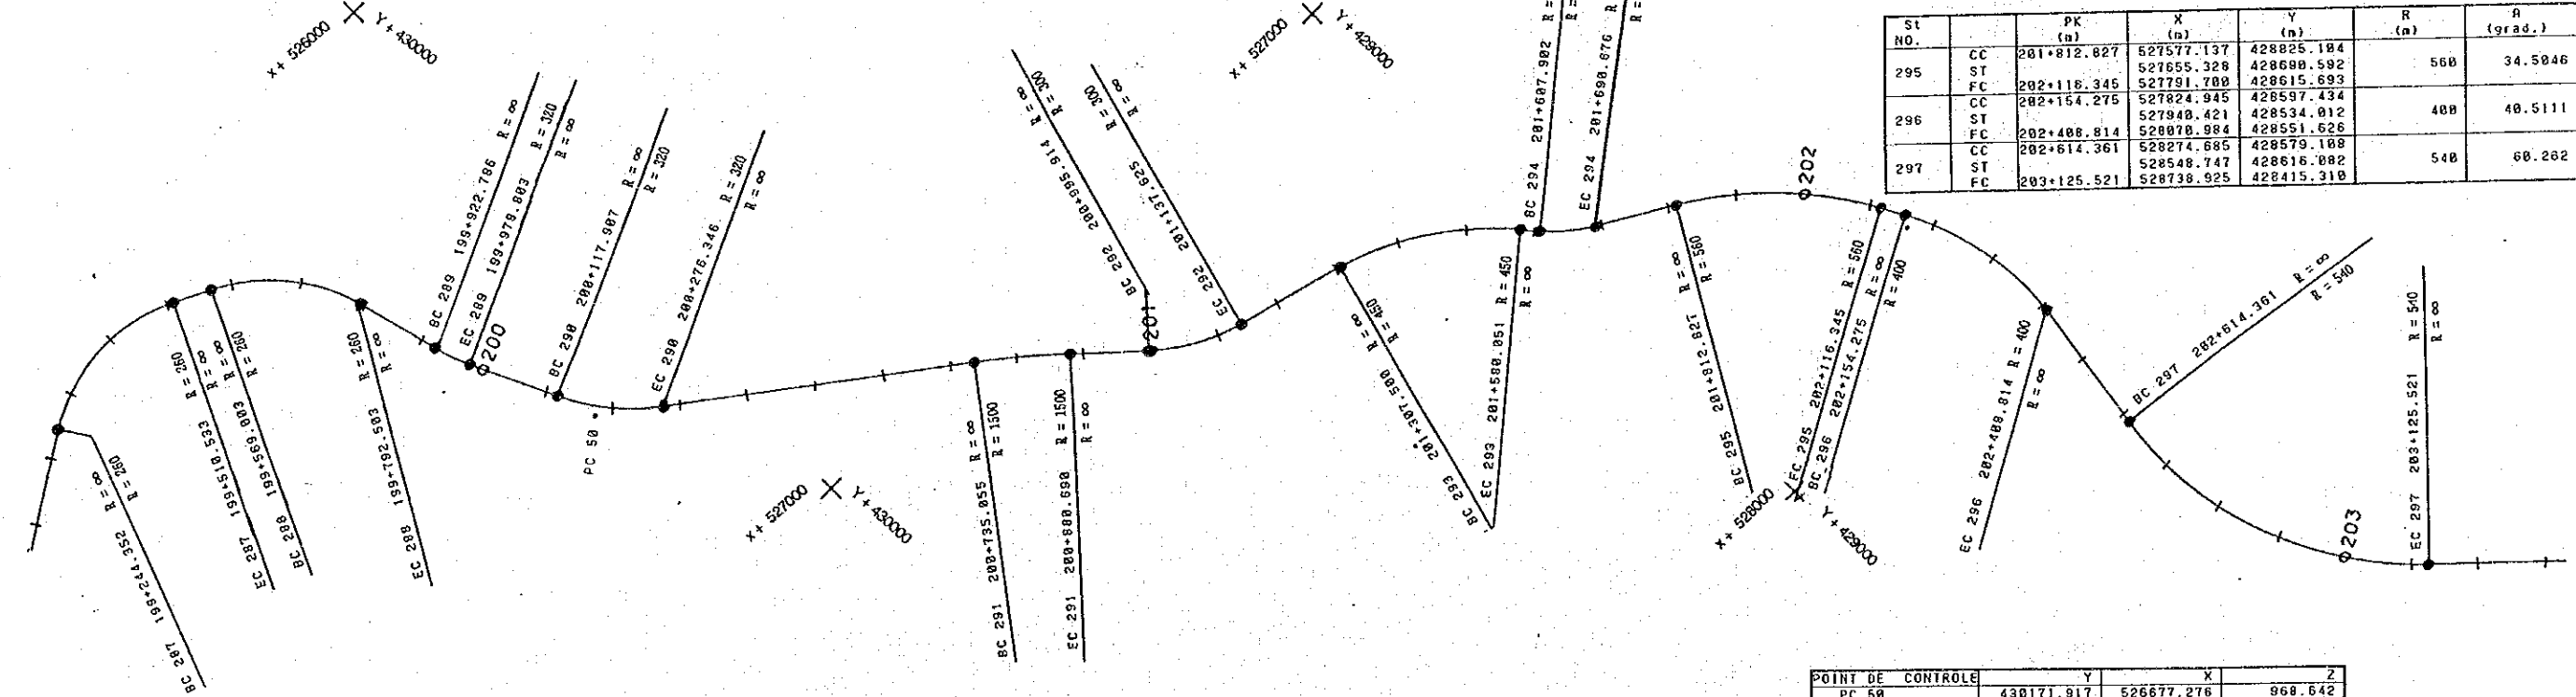 X+ 526000
Y+ 430000
X+ 527000
Y+ 429000
St NO. PK (m) X (m) Y (m) R (m) A (grad.)
295 CC 201+812.827 527577.137 428825.104
ST 527655.328 428690.592 560 34.5046
FC 202+116.345 527791.700 428615.693
296 CC 202+154.275 527824.945 428597.434
ST 527940.421 428534.012 400 40.5111
FC 202+408.814 528070.984 428551.626
297 CC 202+614.361 528274.685 428579.108
ST 528548.747 428616.082 540 60.262
FC 203+125.521 528738.925 428415.310
BC 287 199+244.352 R = ∞
R = 260
EC 287 199+510.533 R = 260
R = ∞
BC 288 199+569.003 R = ∞
R = 260
EC 288 199+792.503 R = 260
R = ∞
BC 289 199+922.786 R = ∞
R = 320
EC 289 199+979.803
R = ∞
200
BC 290 200+117.907 R = ∞
R = 320
PC 50
EC 290 200+276.346 R = 320
R = ∞
X+ 527000
Y+ 430000
BC 291 200+735.055 R = ∞
R = 1500
EC 291 200+880.690 R = 1500
R = ∞
BC 292 200+995.914 R = ∞
R = 300
201
EC 292 201+137.625 R = 300
R = ∞
BC 293 201+307.500 R = ∞
R = 450
EC 293 201+580.051 R = 450
R = ∞
BC 294 201+607.902 R =
R =
EC 294 201+690.676 R
R =
BC 295 201+812.827 R = ∞
R = 560
202
EC 295 202+116.345 R = 560
R = ∞
BC 296 202+154.275
R = 400
X+ 528000
Y+ 429000
EC 296 202+408.814 R = 400
R = ∞
BC 297 202+614.361 R = ∞
R = 540
203
EC 297 203+125.521 R = 540
R = ∞
POINT DE CONTROLE Y X Z
PC 50 430171.917 526677.276 968.642